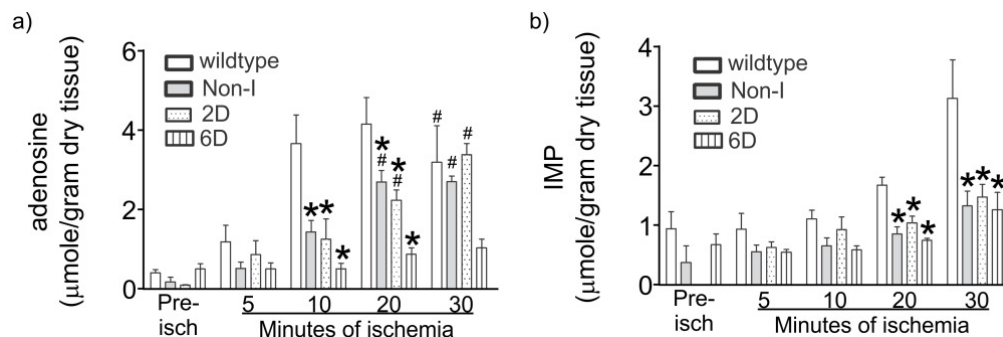 a)
adenosine
(μmole/gram dry tissue)
6
4
2
0
wildtype
Non-I
2D
6D
* * *
* # * # *
# # #
Pre-
isch
5 10 20 30
Minutes of ischemia
b)
IMP
(μmole/gram dry tissue)
4
3
2
1
0
wildtype
Non-I
2D
6D
* * *
* * *
Pre-
isch
5 10 20 30
Minutes of ischemia